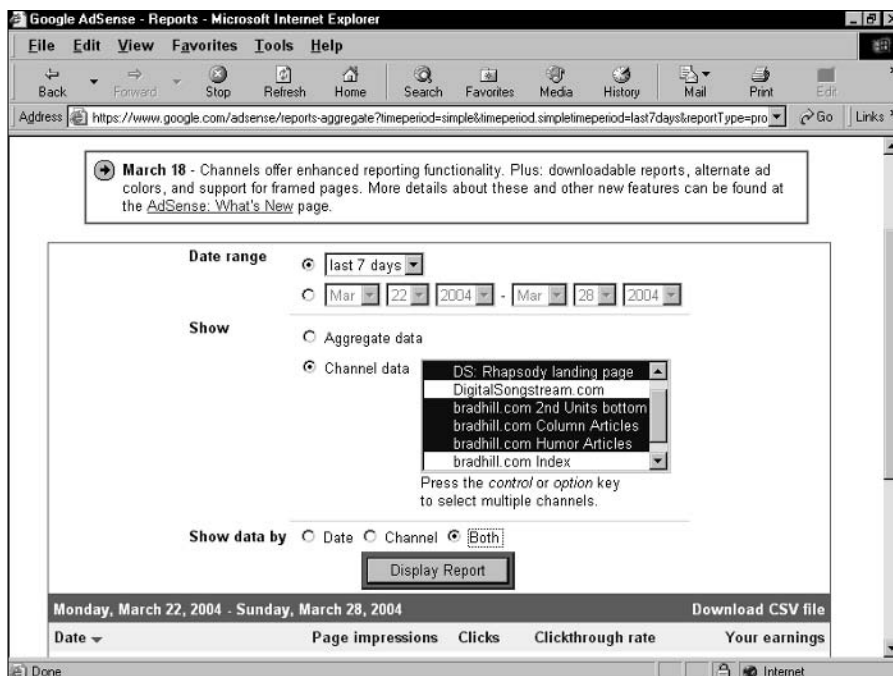 Google AdSense - Reports - Microsoft Internet Explorer
File Edit View Favorites Tools Help
Back Forward Stop Refresh Home Search Favorites Media History Mail Print Edit
Address https://www.google.com/adsense/reports-aggregate?timeperiod=simple&timeperiod.simpletimeperiod=last7days&reportType=pro Go Links
March 18 - Channels offer enhanced reporting functionality. Plus: downloadable reports, alternate ad
colors, and support for framed pages. More details about these and other new features can be found at
the AdSense: What's New page.
Date range last 7 days
Mar 22 2004 - Mar 28 2004
Show Aggregate data
Channel data DS: Rhapsody landing page
DigitalSongstream.com
bradhill.com 2nd Units bottom
bradhill.com Column Articles
bradhill.com Humor Articles
bradhill.com Index
Press the control or option key
to select multiple channels.
Show data by Date Channel Both
Display Report
Monday, March 22, 2004 - Sunday, March 28, 2004 Download CSV file
Date Page impressions Clicks Clickthrough rate Your earnings
Done Internet